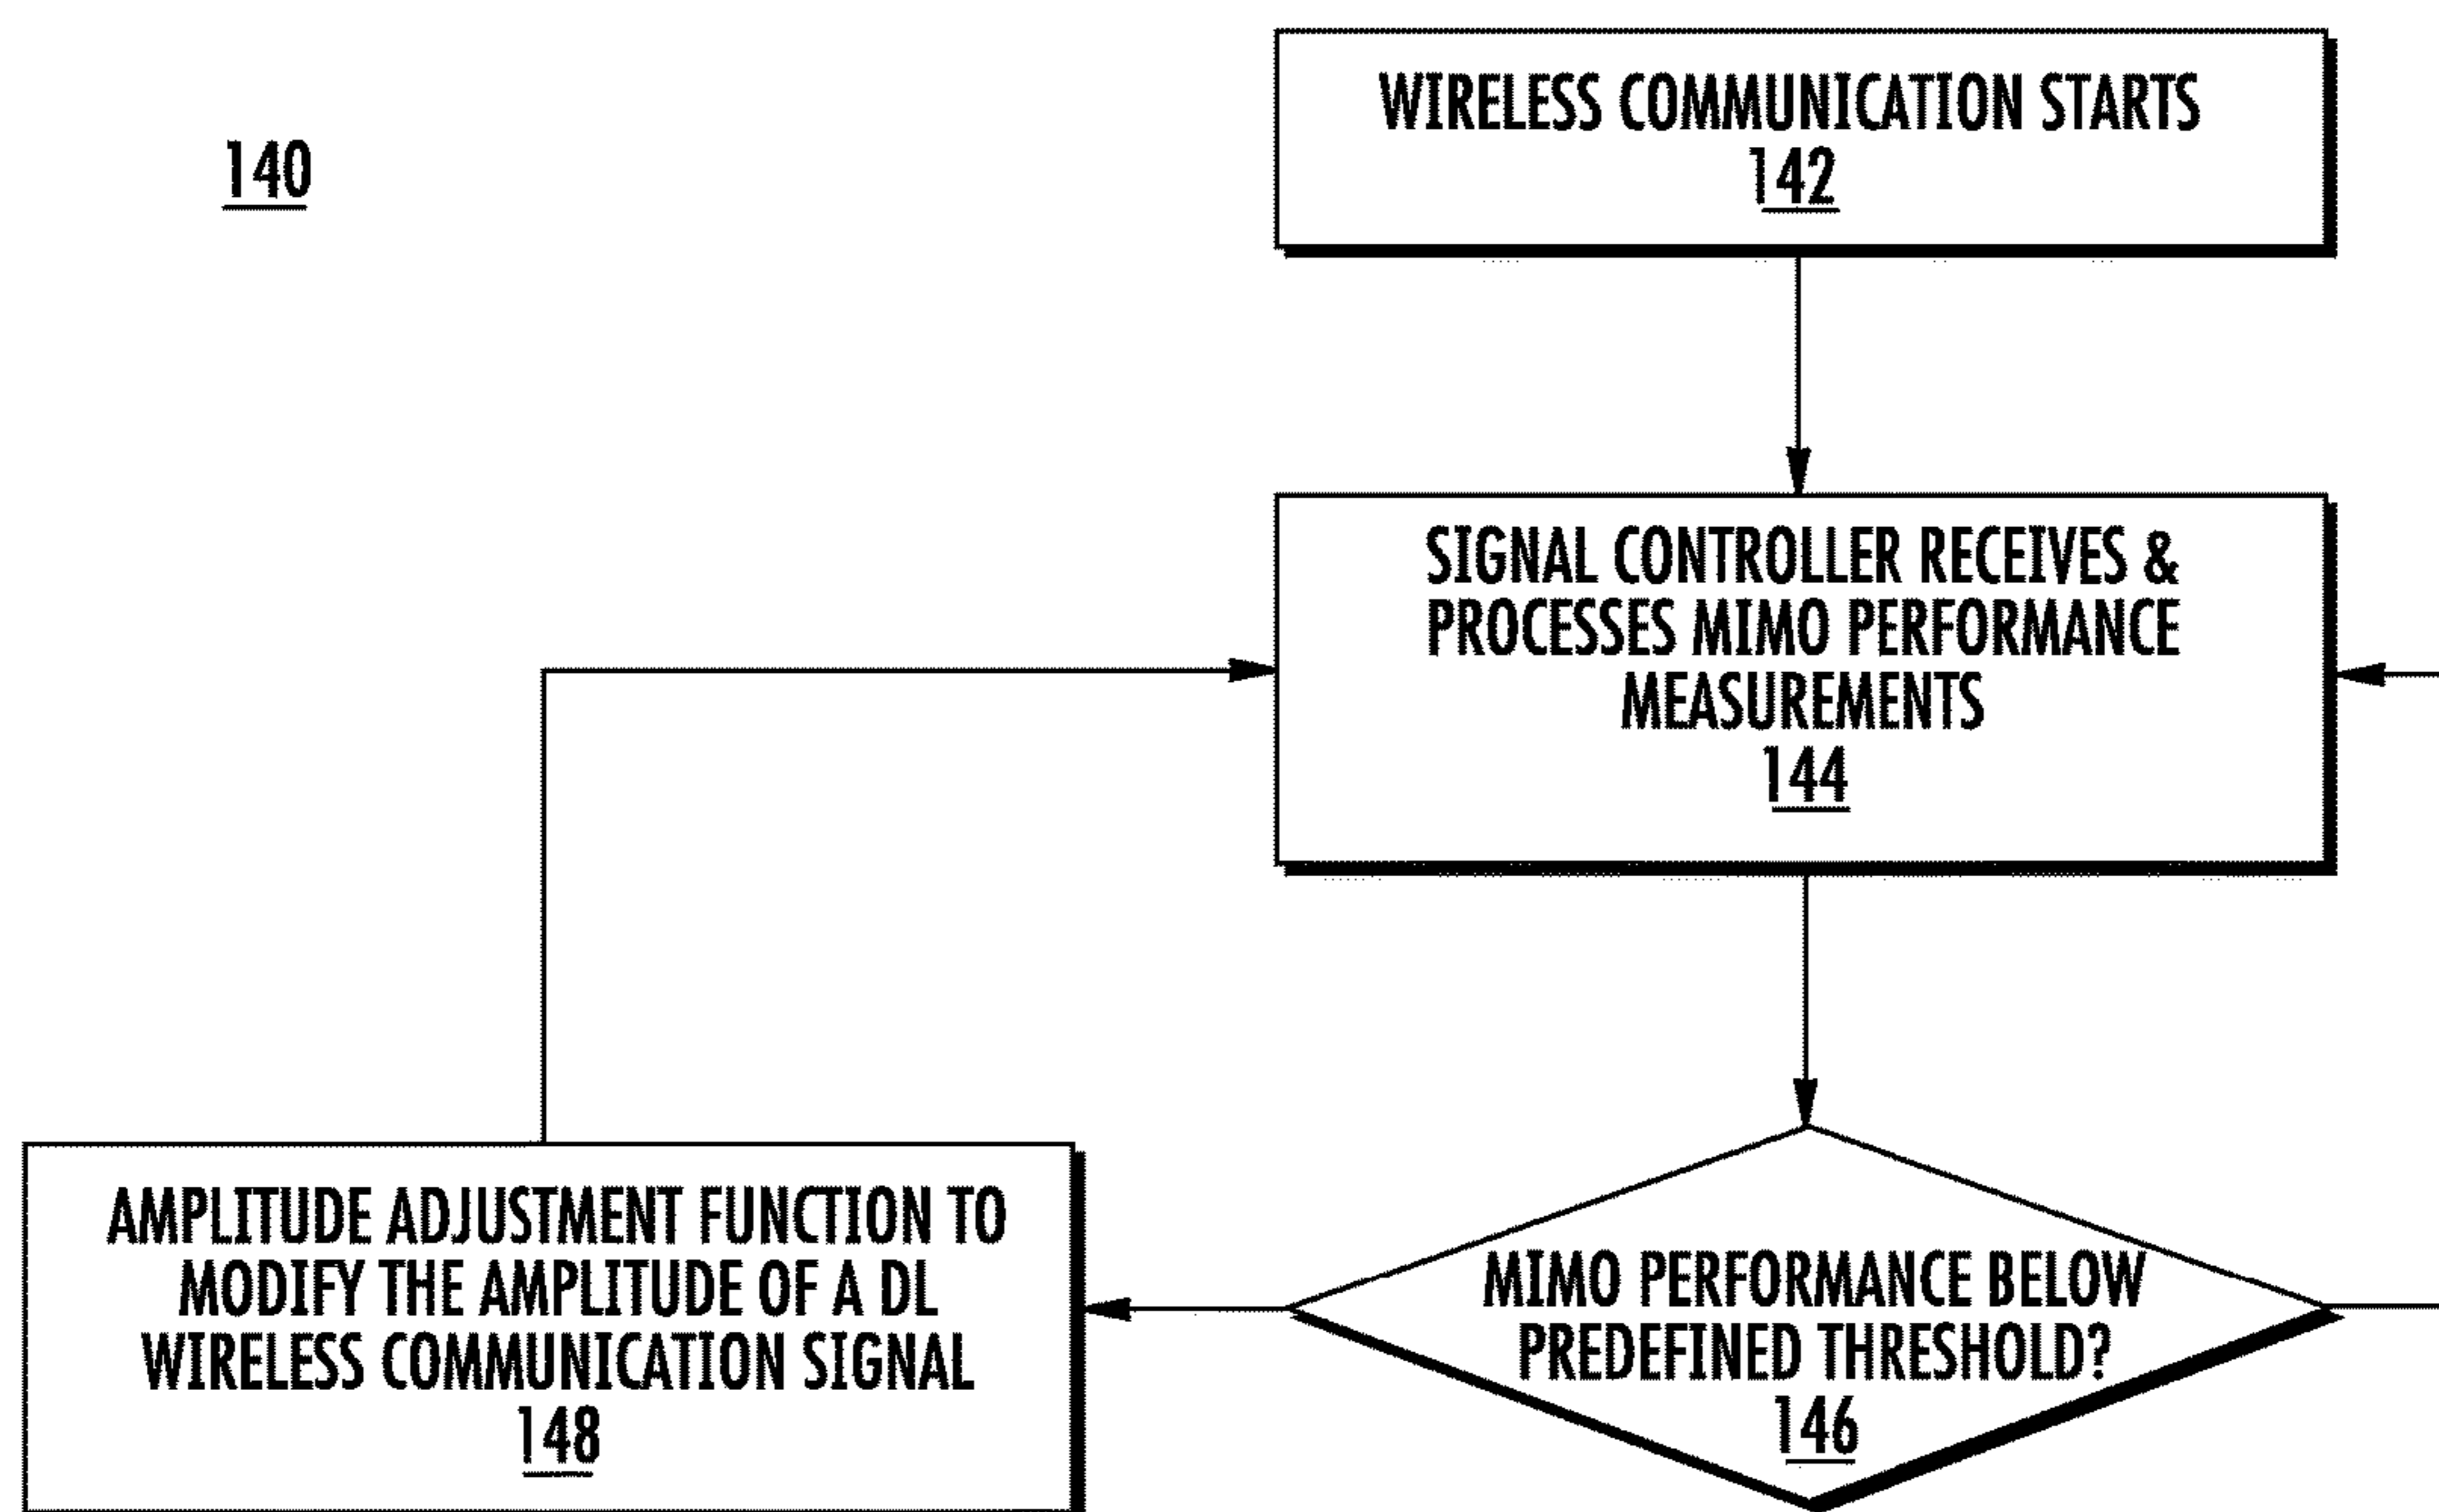 140
WIRELESS COMMUNICATION STARTS
142
SIGNAL CONTROLLER RECEIVES &
PROCESSES MIMO PERFORMANCE
MEASUREMENTS
144
MIMO PERFORMANCE BELOW
PREDEFINED THRESHOLD?
146
AMPLITUDE ADJUSTMENT FUNCTION TO
MODIFY THE AMPLITUDE OF A DL
WIRELESS COMMUNICATION SIGNAL
148